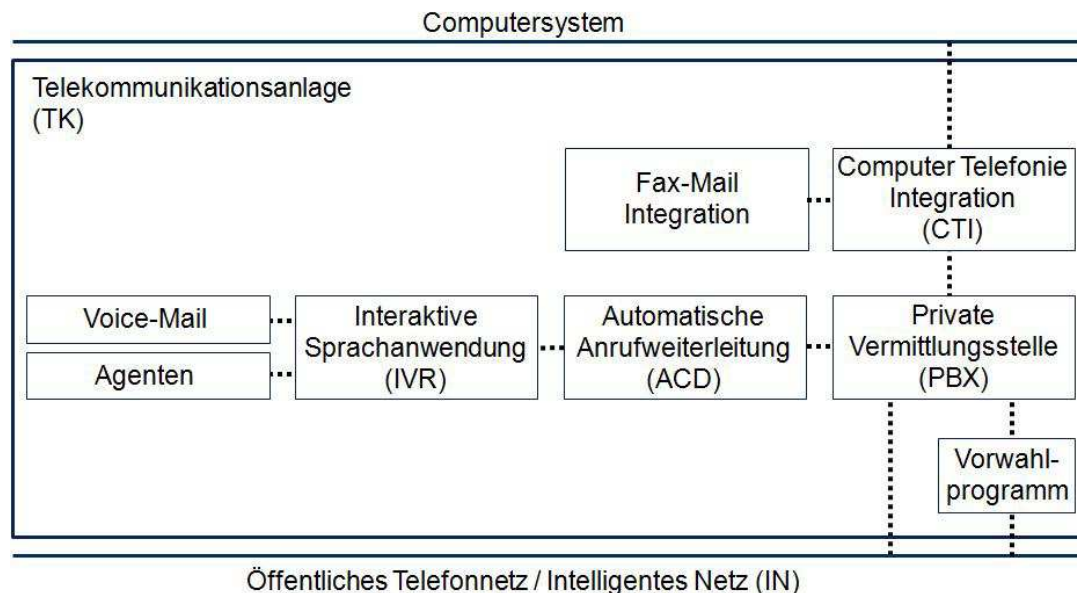 Computersystem
Telekommunikationsanlage
(TK)
Fax-Mail
Integration
Computer Telefonie
Integration
(CTI)
Voice-Mail
Agenten
Interaktive
Sprachanwendung
(IVR)
Automatische
Anrufweiterleitung
(ACD)
Private
Vermittlungsstelle
(PBX)
Vorwahl-
programm
Öffentliches Telefonnetz / Intelligentes Netz (IN)